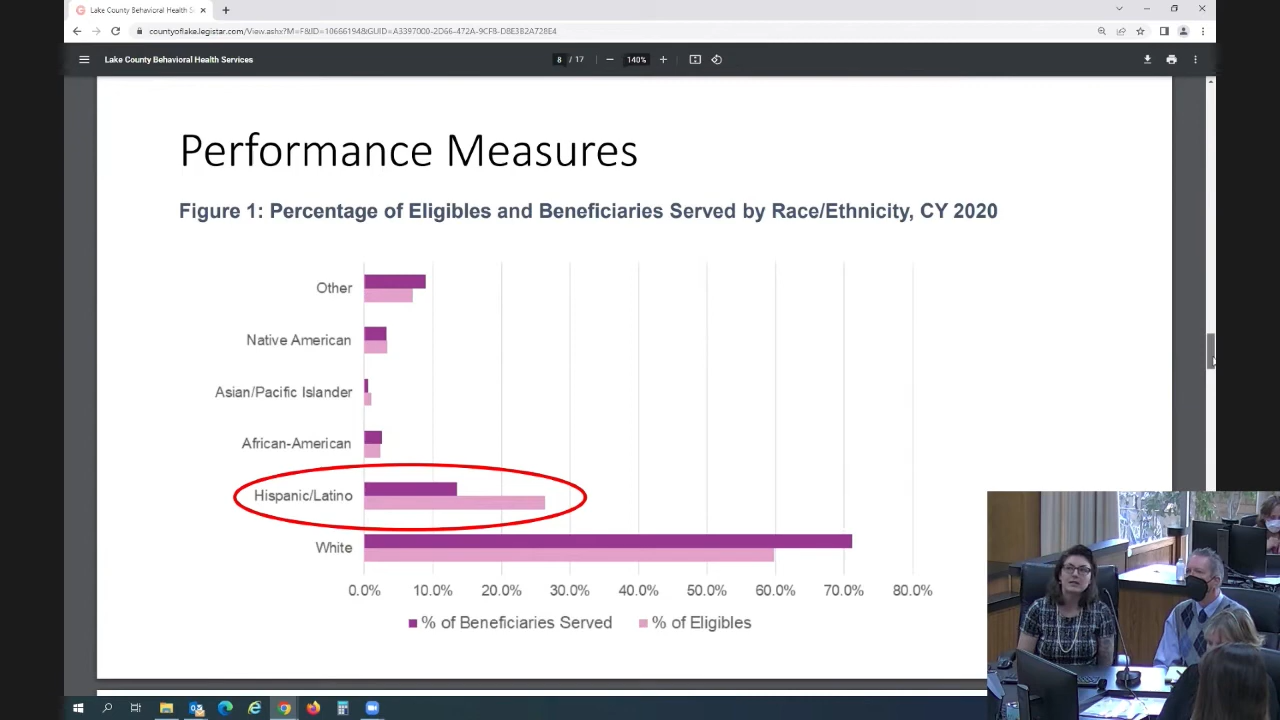 Lake County Behavioral Health S
countyoflake.legistar.com/View.ashx?M=F&ID=10666194&GUID=A3397000-2D66-472A-9CF8-D8E3B2A728E4
Lake County Behavioral Health Services
8 / 17
140%
Performance Measures
Figure 1: Percentage of Eligibles and Beneficiaries Served by Race/Ethnicity, CY 2020
Other
Native American
Asian/Pacific Islander
African-American
Hispanic/Latino
White
0.0% 10.0% 20.0% 30.0% 40.0% 50.0% 60.0% 70.0% 80.0%
% of Beneficiaries Served % of Eligibles